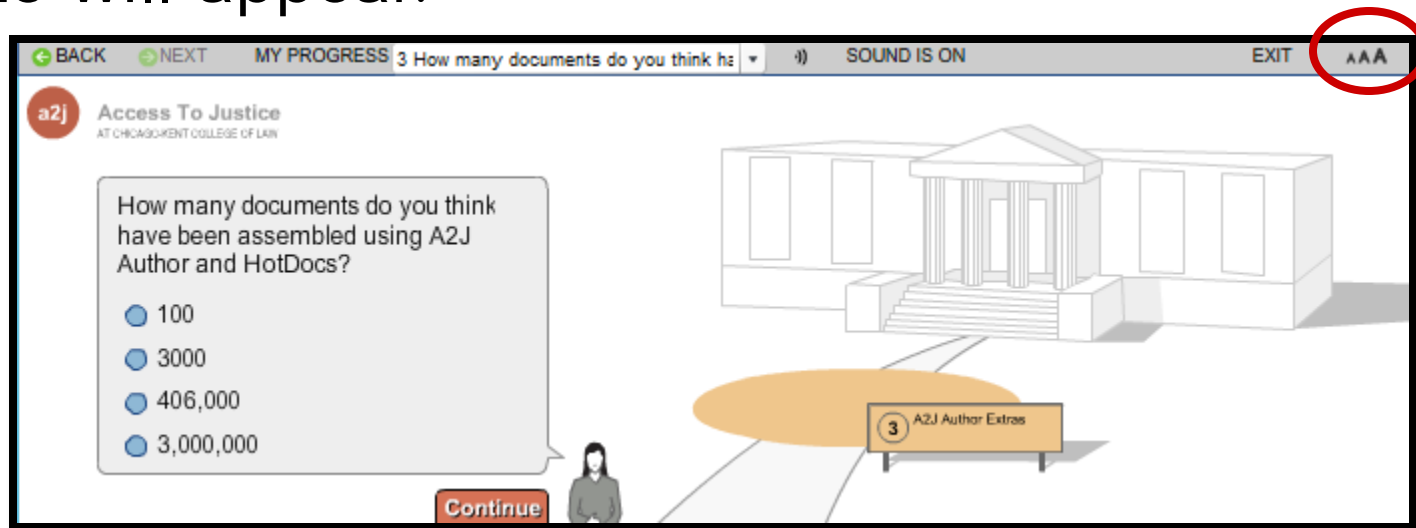 will appear.
BACK NEXT MY PROGRESS 3 How many documents do you think ha SOUND IS ON EXIT AAA
a2j Access To Justice
AT CHICAGO-KENT COLLEGE OF LAW
How many documents do you think
have been assembled using A2J
Author and HotDocs?
100
3000
406,000
3,000,000
3 A2J Author Extras
Continue